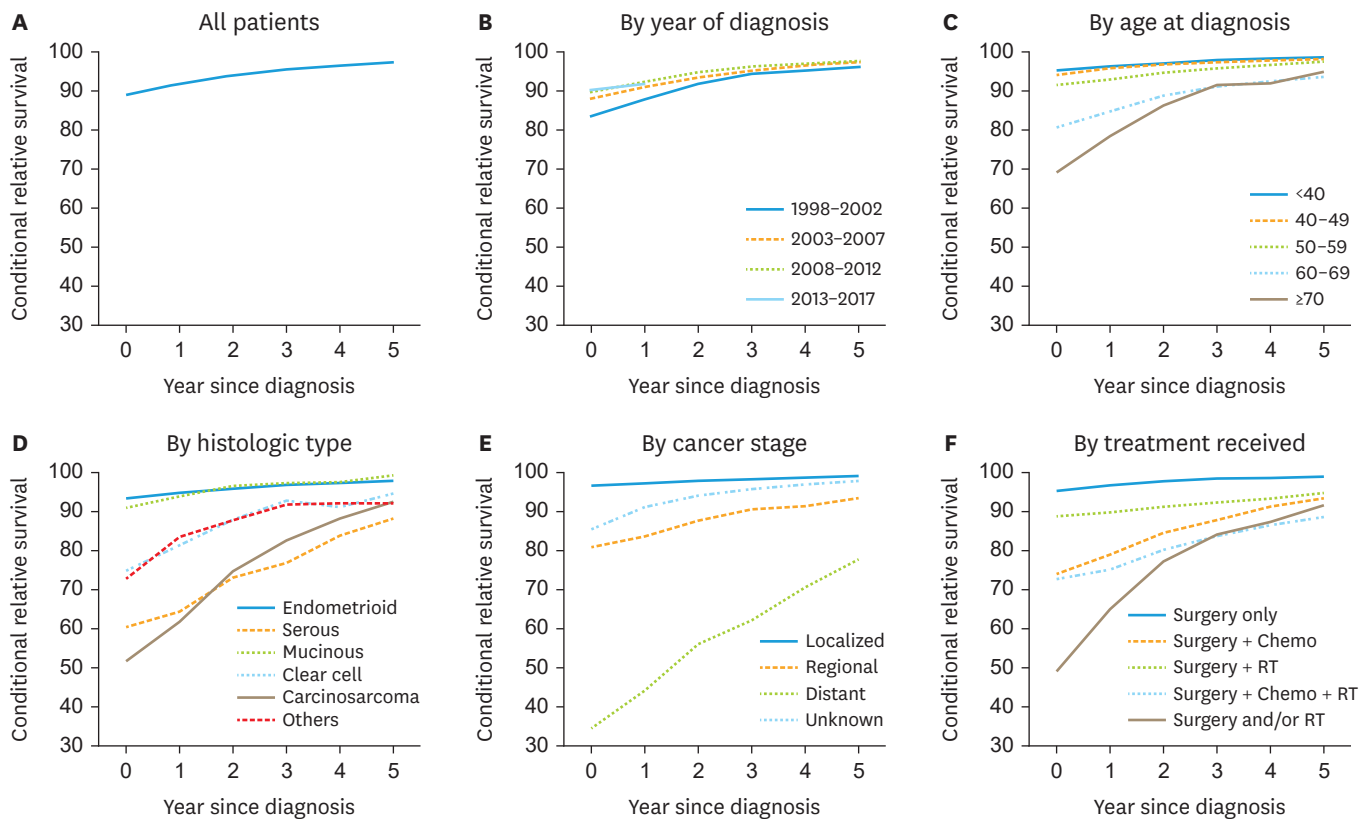 A All patients
Conditional relative survival
100
90
80
70
60
50
40
30
0 1 2 3 4 5
Year since diagnosis
B By year of diagnosis
Conditional relative survival
100
90
80
70
60
50
40
30
1998–2002
2003–2007
2008–2012
2013–2017
0 1 2 3 4 5
Year since diagnosis
C By age at diagnosis
Conditional relative survival
100
90
80
70
60
50
40
30
<40
40–49
50–59
60–69
≥70
0 1 2 3 4 5
Year since diagnosis
D By histologic type
Conditional relative survival
100
90
80
70
60
50
40
30
Endometrioid
Serous
Mucinous
Clear cell
Carcinosarcoma
Others
0 1 2 3 4 5
Year since diagnosis
E By cancer stage
Conditional relative survival
100
90
80
70
60
50
40
30
Localized
Regional
Distant
Unknown
0 1 2 3 4 5
Year since diagnosis
F By treatment received
Conditional relative survival
100
90
80
70
60
50
40
30
Surgery only
Surgery + Chemo
Surgery + RT
Surgery + Chemo + RT
Surgery and/or RT
0 1 2 3 4 5
Year since diagnosis